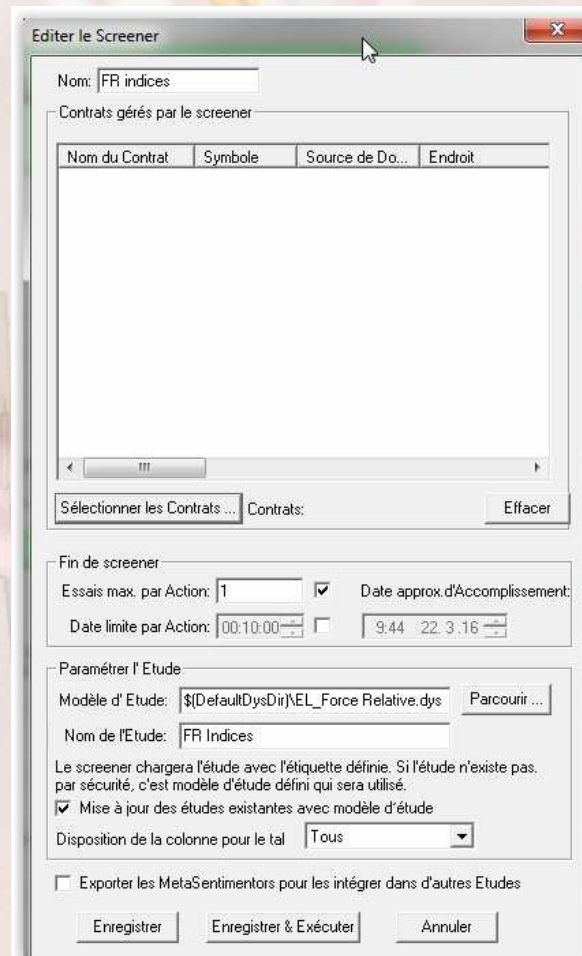 Editer le Screener
Nom: FR indices
Contrats gérés par le screener
Nom du Contrat Symbole Source de Do... Endroit
Sélectionner les Contrats ... Contrats: Effacer
Fin de screener
Essais max. par Action: 1 Date approx.d'Accomplissement:
Date limite par Action: 00:10:00 9:44 22. 3.16
Paramétrer l' Etude
Modèle d' Etude: $(DefaultDysDir)\EL_Force Relative.dys Parcourir ...
Nom de l'Etude: FR Indices
Le screener chargera l'étude avec l'étiquette définie. Si l'étude n'existe pas.
par sécurité, c'est modèle d'étude défini qui sera utilisé.
Mise à jour des études existantes avec modèle d'étude
Disposition de la colonne pour le tal Tous
Exporter les MetaSentimentors pour les intégrer dans d'autres Etudes
Enregistrer Enregistrer & Exécuter Annuler